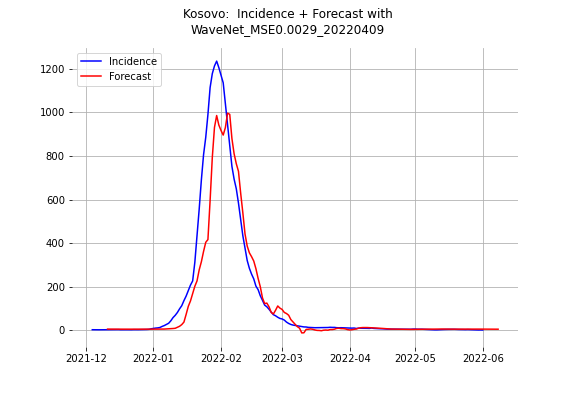 Kosovo:  Incidence + Forecast with
WaveNet_MSE0.0029_20220409
Incidence
Forecast
1200
1000
800
600
400
200
0
2021-12 2022-01 2022-02 2022-03 2022-04 2022-05 2022-06